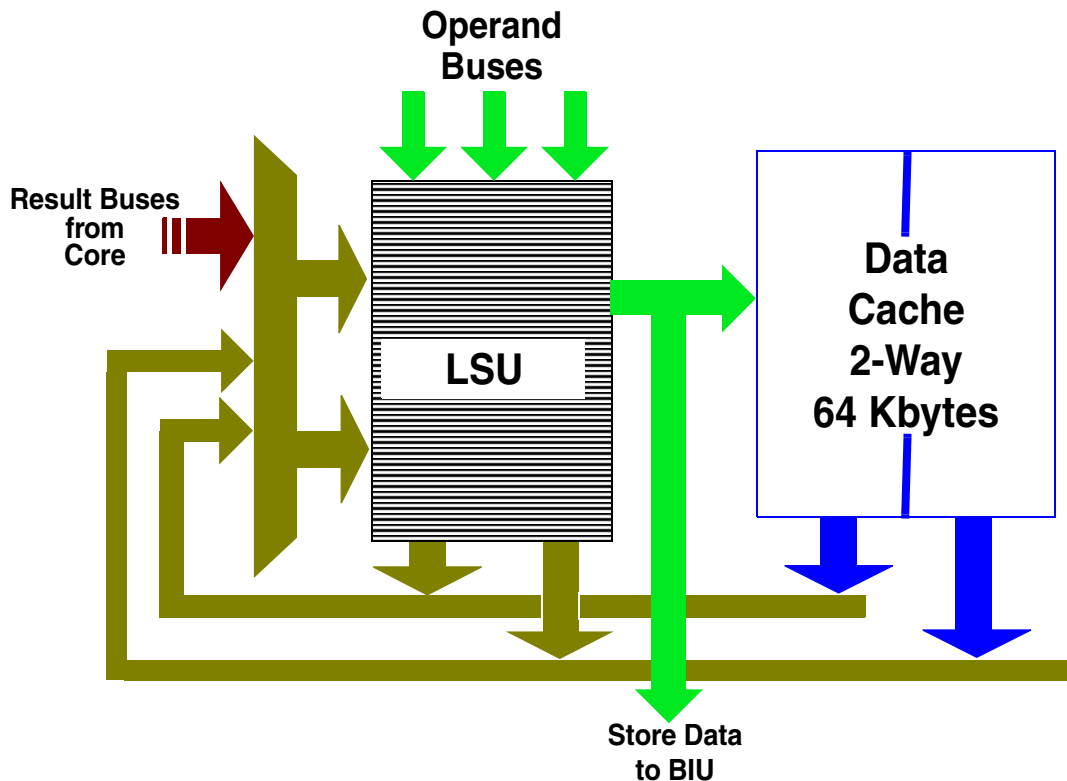 Operand
Buses
Result Buses
from
Core
LSU
Data
Cache
2-Way
64 Kbytes
Store Data
to BIU